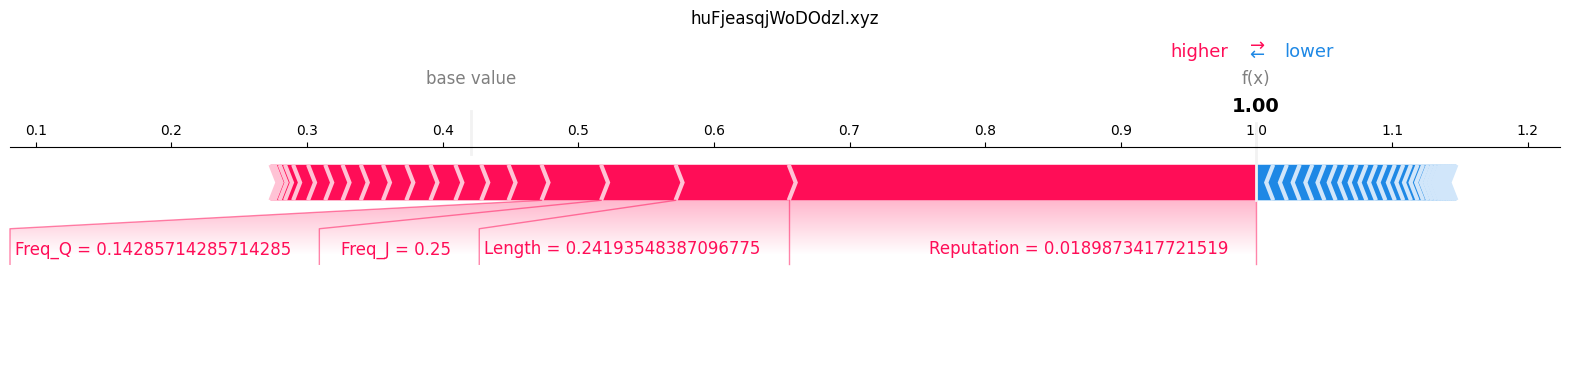 huFjeasqjWoDOdzl.xyz
higher ⇄ lower
base value f(x)
1.00
0.1 0.2 0.3 0.4 0.5 0.6 0.7 0.8 0.9 1.0 1.1 1.2
Freq_Q = 0.14285714285714285 Freq_J = 0.25 Length = 0.24193548387096775 Reputation = 0.0189873417721519